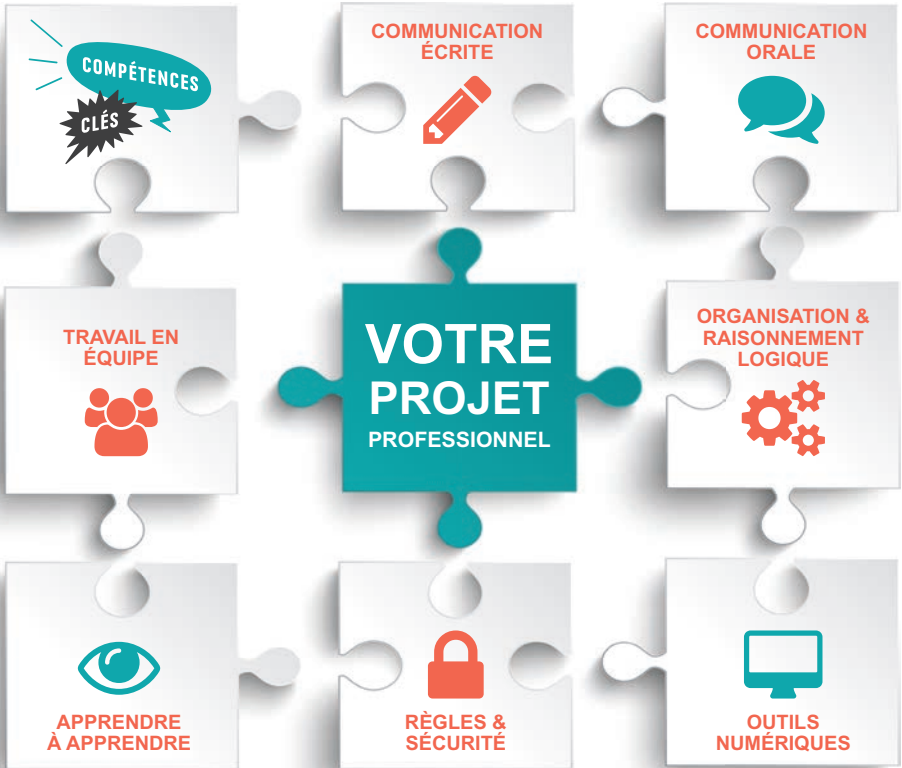 COMPÉTENCES
CLÉS
COMMUNICATION
ÉCRITE
COMMUNICATION
ORALE
TRAVAIL EN
ÉQUIPE
VOTRE
PROJET
PROFESSIONNEL
ORGANISATION &
RAISONNEMENT
LOGIQUE
APPRENDRE
À APPRENDRE
RÈGLES &
SÉCURITÉ
OUTILS
NUMÉRIQUES